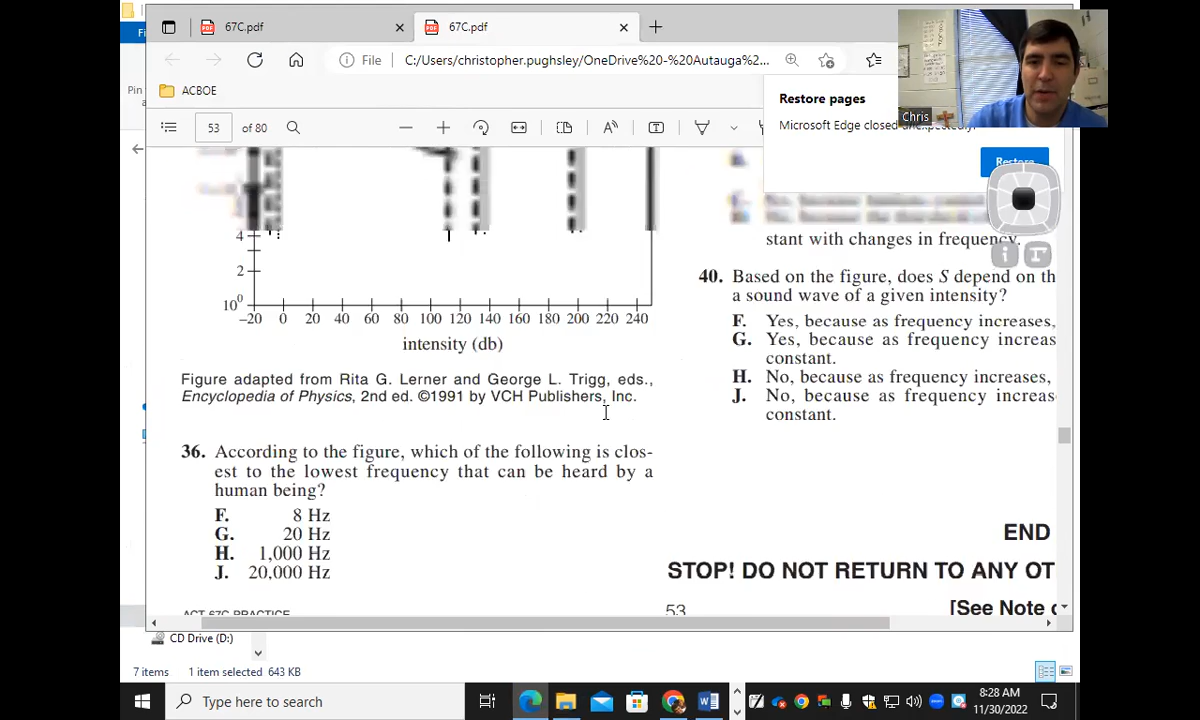 67C.pdf
67C.pdf
File
C:/Users/christopher.pughsley/OneDrive%20-%20Autauga%2...
ACBOE
Pin
Restore pages
Microsoft Edge closed
Restore
Chris
53 of 80
4
2
10⁰
-20 0 20 40 60 80 100 120 140 160 180 200 220 240
intensity (db)
Figure adapted from Rita G. Lerner and George L. Trigg, eds.,
Encyclopedia of Physics, 2nd ed. ©1991 by VCH Publishers, Inc.
36. According to the figure, which of the following is clos-
est to the lowest frequency that can be heard by a
human being?
F. 8 Hz
G. 20 Hz
H. 1,000 Hz
J. 20,000 Hz
ACT-67C-PRACTICE
stant with changes in frequency.
40. Based on the figure, does S depend on th
a sound wave of a given intensity?
F. Yes, because as frequency increases,
G. Yes, because as frequency increas
constant.
H. No, because as frequency increases,
J. No, because as frequency increas
constant.
END
STOP! DO NOT RETURN TO ANY OT
53
[See Note
CD Drive (D:)
7 items 1 item selected 643 KB
Type here to search
8:28 AM
11/30/2022